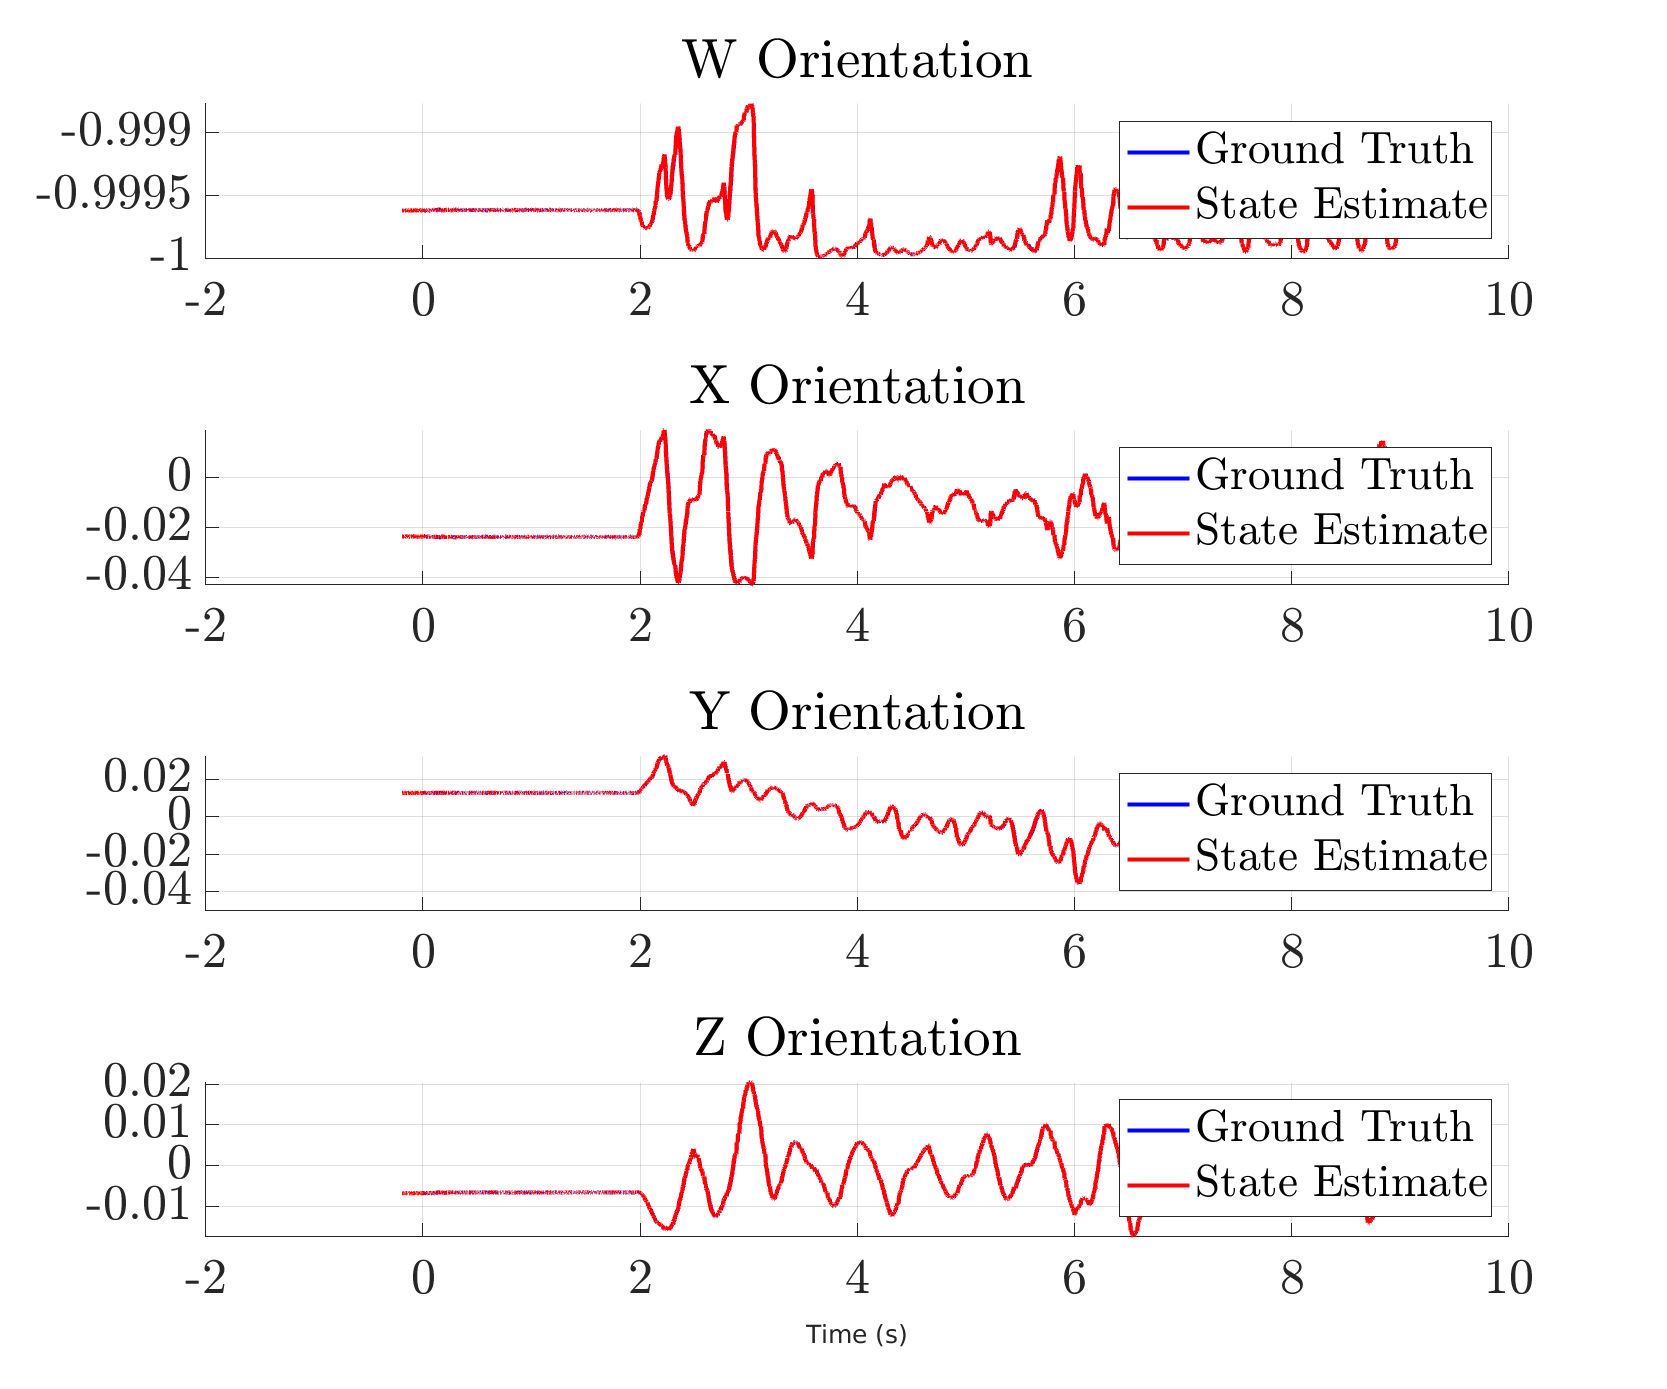 W Orientation
-0.999
-0.9995
-1
Ground Truth
State Estimate
-2 0 2 4 6 8 10
X Orientation
0
-0.02
-0.04
Ground Truth
State Estimate
-2 0 2 4 6 8 10
Y Orientation
0.02
0
-0.02
-0.04
Ground Truth
State Estimate
-2 0 2 4 6 8 10
Z Orientation
0.02
0.01
0
-0.01
Ground Truth
State Estimate
-2 0 2 4 6 8 10
Time (s)